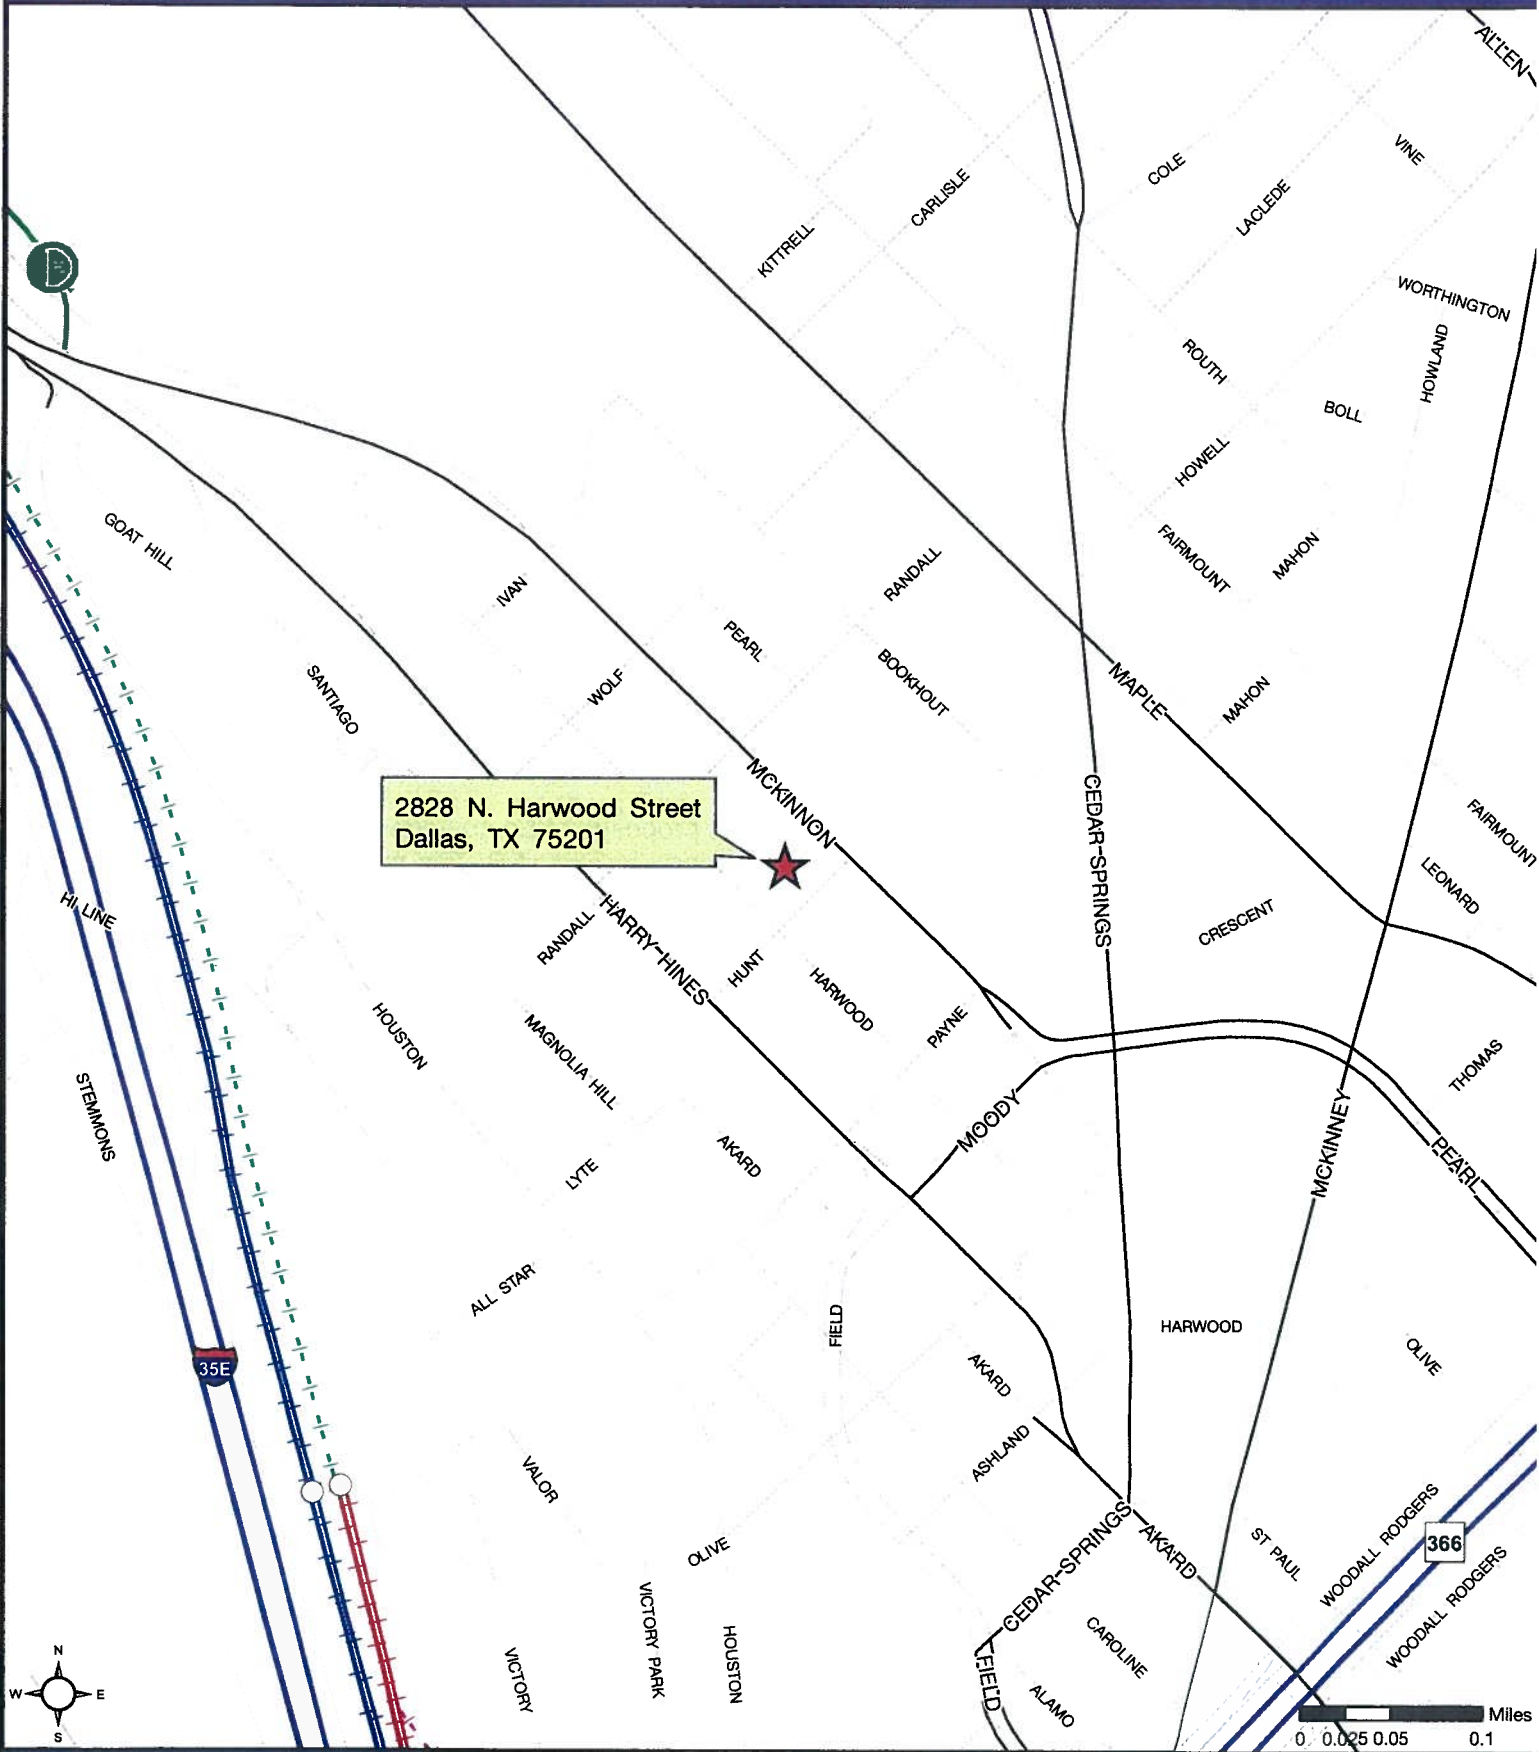 ALLEN
VINE
COLE
CARLISLE
LACLEDE
KITTRELL
WORTHINGTON
HOWLAND
ROUTH
BOLL
HOWELL
GOAT HILL
FAIRMOUNT
MAHON
RANDALL
IVAN
PEARL
BOOKHOUT
WOLF
SANTIAGO
MAPLE
MAHON
MCKINNON
2828 N. Harwood Street
Dallas, TX 75201
CEDAR-SPRINGS
FAIRMOUNT
LEONARD
HI LINE
CRESCENT
RANDALL
HARRY-HINES
HUNT
HARWOOD
PAYNE
HOUSTON
MAGNOLIA HILL
THOMAS
STEMMONS
MOODY
MCKINNEY
PEARL
AKARD
LYTE
ALL STAR
FIELD
HARWOOD
OLIVE
35E
AKARD
ASHLAND
VALOR
CEDAR-SPRINGS
AKARD
ST PAUL
WOODALL RODGERS
366
WOODALL RODGERS
OLIVE
VICTORY PARK
HOUSTON
VICTORY
CAROLINE
FIELD
ALAMO
N
W
E
S
Miles
0 0.025 0.05 0.1